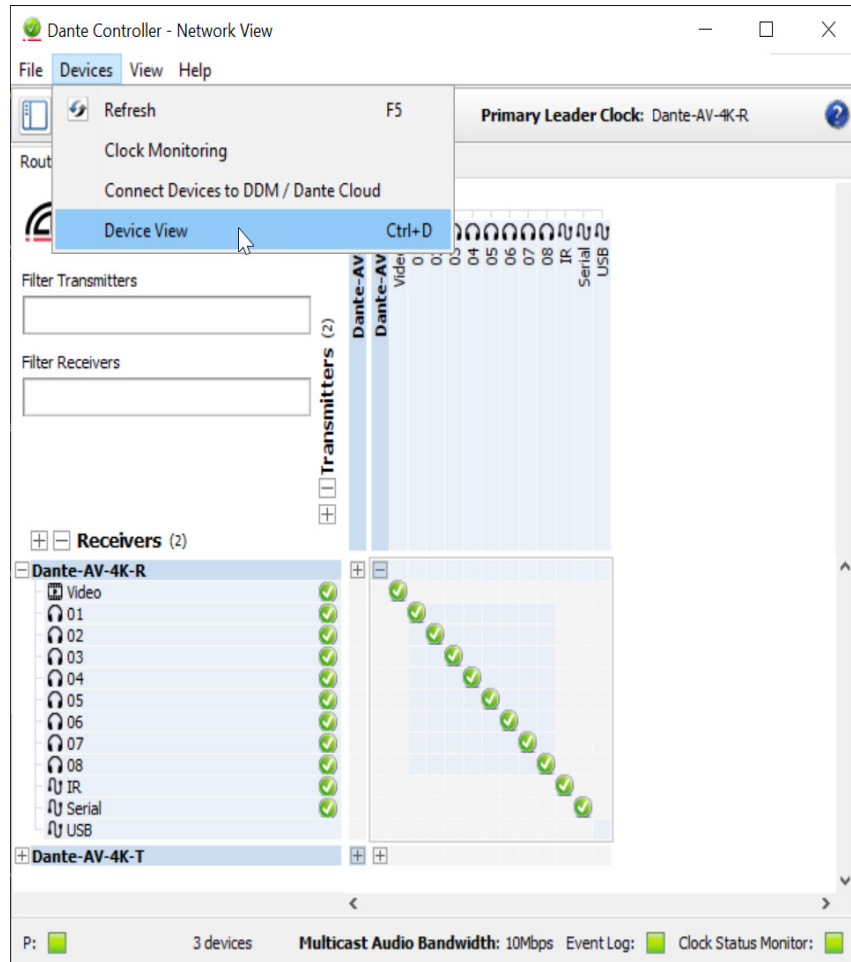 Dante Controller - Network View
File Devices View Help
Refresh F5
Clock Monitoring
Connect Devices to DDM / Dante Cloud
Device View Ctrl+D
Primary Leader Clock: Dante-AV-4K-R
Rout
Filter Transmitters
Filter Receivers
Transmitters (2)
Dante-AV
Dante-AV
Video
01
02
03
04
05
06
07
08
IR
Serial
USB
Receivers (2)
Dante-AV-4K-R
Video
01
02
03
04
05
06
07
08
IR
Serial
USB
Dante-AV-4K-T
P: 3 devices Multicast Audio Bandwidth: 10Mbps Event Log: Clock Status Monitor: